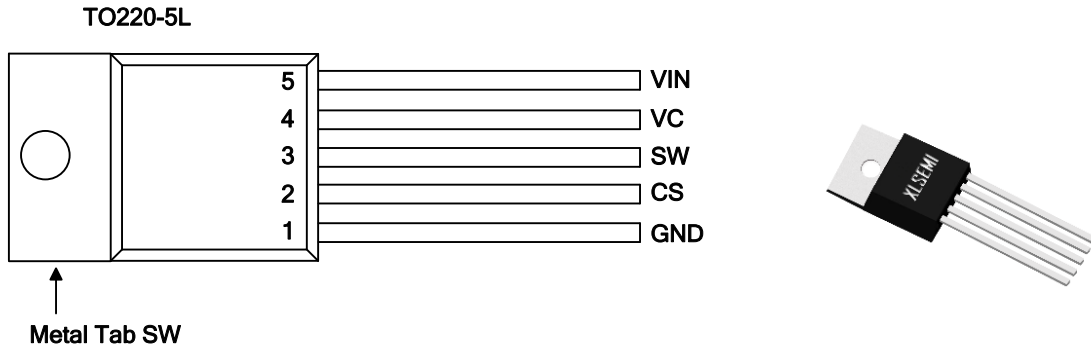 TO220-5L
5 VIN
4 VC
3 SW
2 CS
1 GND
Metal Tab SW
XLSEMI